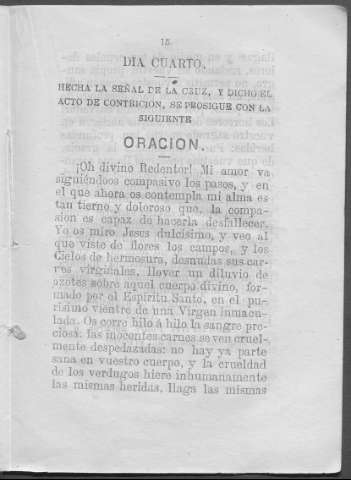 15.
DIA CUARTO.
HECHA LA SEÑAL DE LA CRUZ, Y DICHO EL
ACTO DE CONTRICION, SE PROSIGUE CON LA
SIGUIENTE
ORACION.
¡Oh divino Redentor! Mi amor va
siguiéndoos compasivo los pasos, y en
el que ahora os contempla mi alma es
tan tierno y doloroso que, la compa-
sion es capaz de hacerla desfallecer.
Yo os miro Jesus dulcísimo, y veo al
que viste de flores los campos, y los
Cielos de hermosura, desnudas sus car-
nes virginales, llover un diluvio de
azotes sobre aquel cuerpo divino, for-
mado por el Espíritu Santo, en el pu-
rísimo vientre de una Vírgen inmacu-
lada. Os corre hilo á hilo la sangre pre-
ciosa: las inocentes carnes se ven cruel-
mente despedazadas: no hay ya parte
sana en vuestro cuerpo, y la crueldad
de los verdugos hiere inhumanamente
las mismas heridas, llaga las mismas